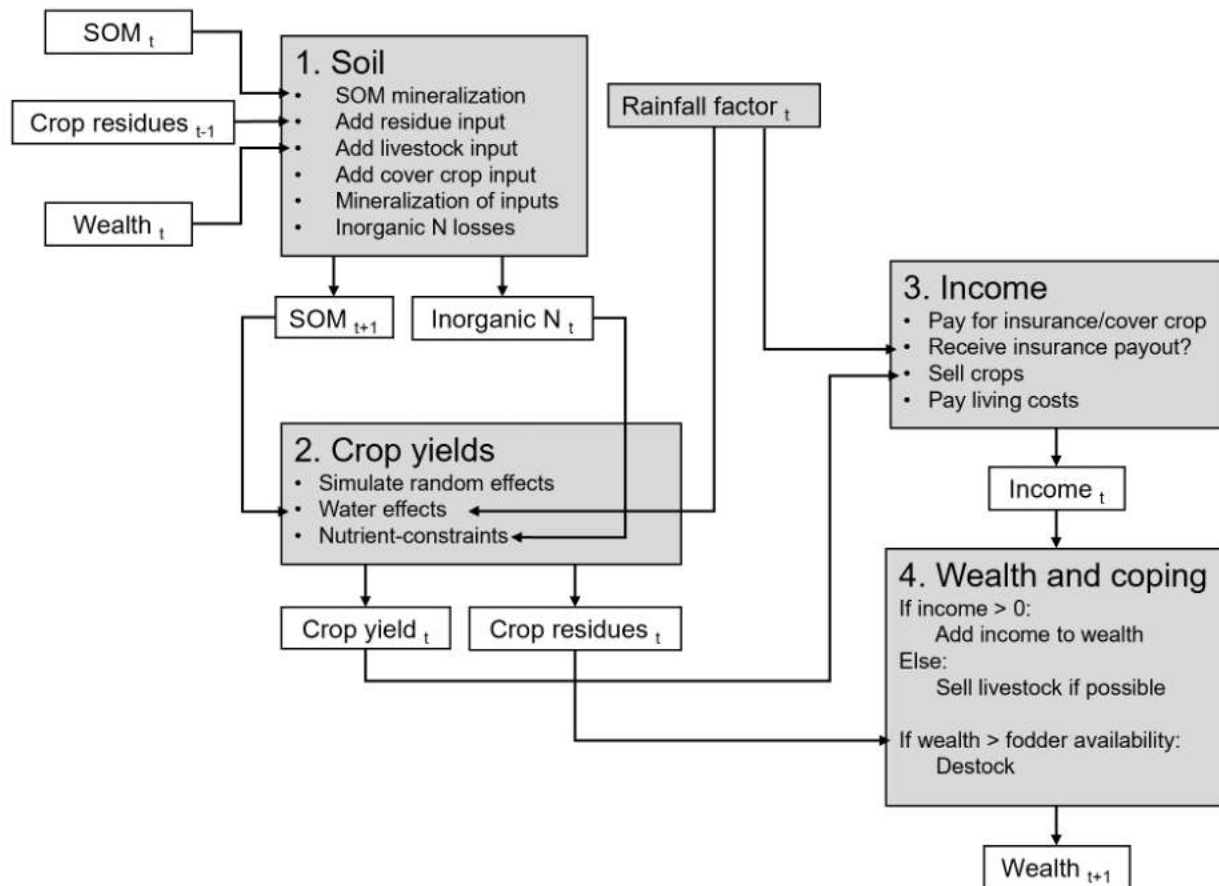 SOM t
1. Soil
• SOM mineralization
• Add residue input
• Add livestock input
• Add cover crop input
• Mineralization of inputs
• Inorganic N losses
Crop residues t-1
Wealth t
Rainfall factor t
SOM t+1
Inorganic N t
3. Income
• Pay for insurance/cover crop
• Receive insurance payout?
• Sell crops
• Pay living costs
2. Crop yields
• Simulate random effects
• Water effects
• Nutrient-constraints
Income t
Crop yield t
Crop residues t
4. Wealth and coping
If income > 0:
Add income to wealth
Else:
Sell livestock if possible
If wealth > fodder availability:
Destock
Wealth t+1